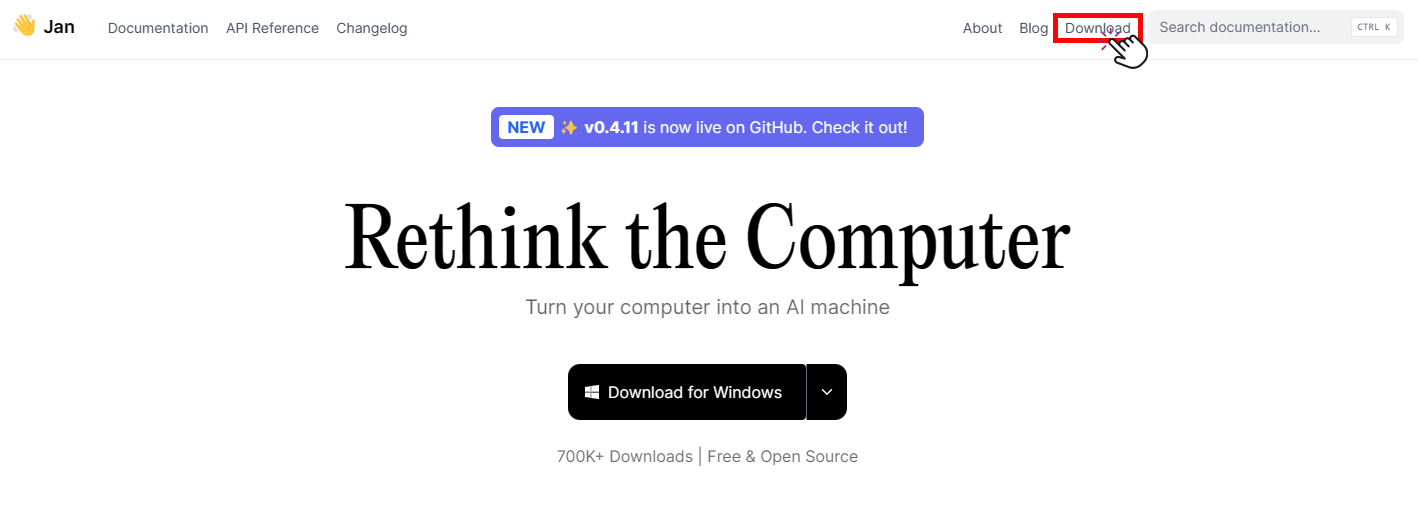 👋 Jan Documentation API Reference Changelog About Blog Download Search documentation... CTRL K
NEW ✨ v0.4.11 is now live on GitHub. Check it out!
Rethink the Computer
Turn your computer into an AI machine
Download for Windows
700K+ Downloads | Free & Open Source